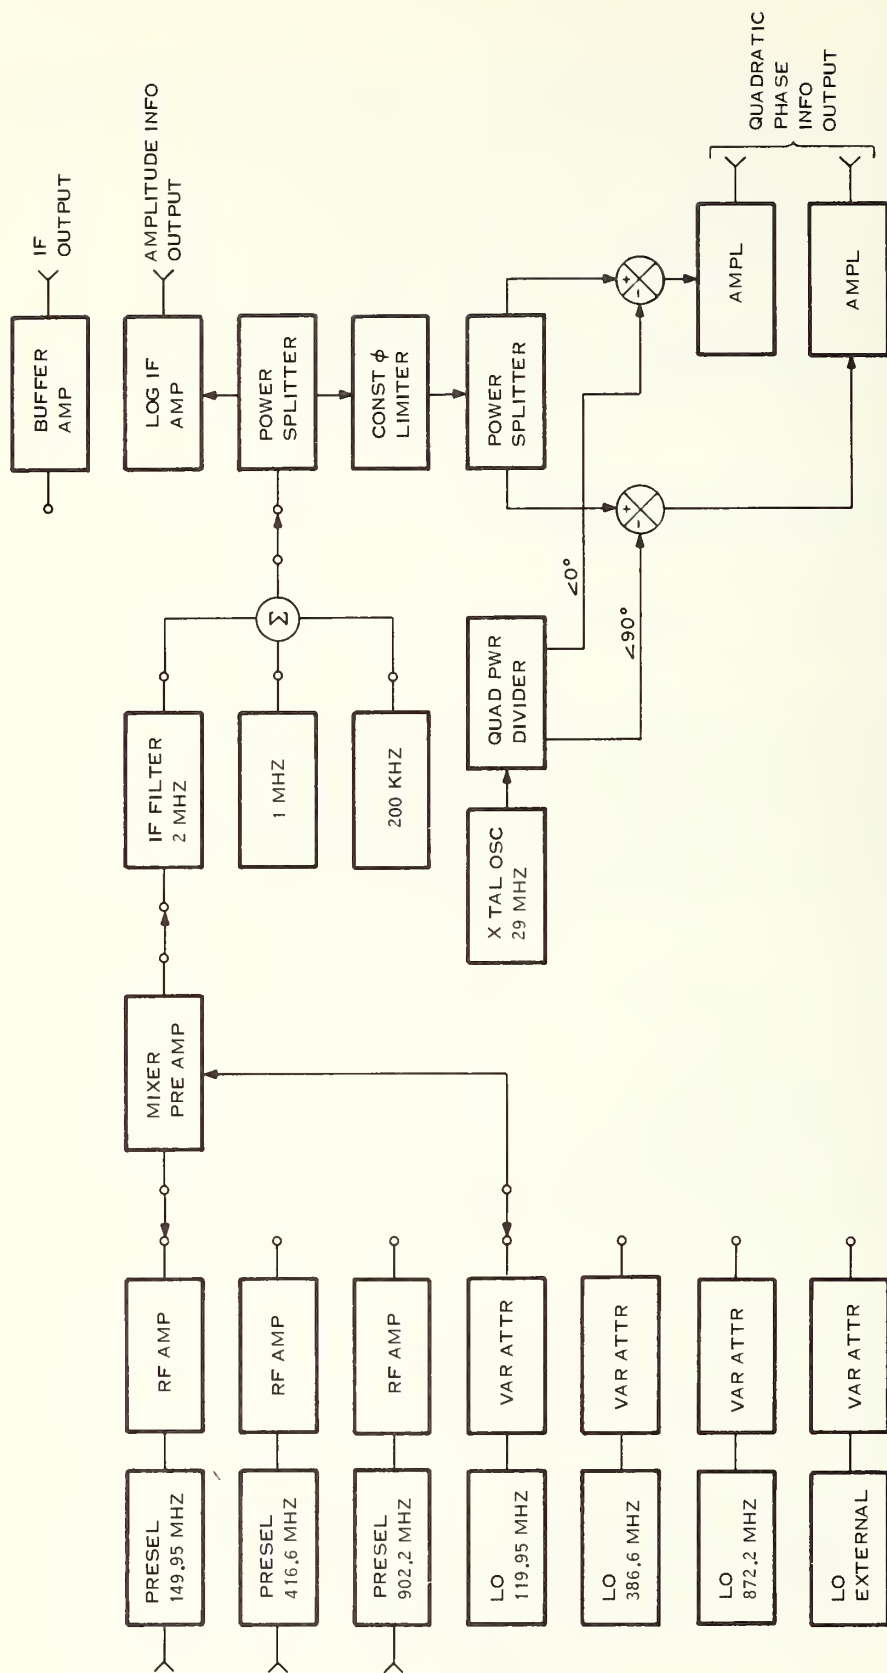 BUFFER
AMP
IF
OUTPUT
PRESEL
149.95 MHZ
RF AMP
MIXER
PRE AMP
IF FILTER
2 MHZ
LOG IF
AMP
AMPLITUDE INFO
OUTPUT
PRESEL
416.6 MHZ
RF AMP
1 MHZ
Σ
POWER
SPLITTER
PRESEL
902.2 MHZ
RF AMP
200 KHZ
CONST ϕ
LIMITER
LO
119.95 MHZ
VAR ATTR
X TAL OSC
29 MHZ
QUAD PWR
DIVIDER
POWER
SPLITTER
∠0°
∠90°
- +
- +
LO
386.6 MHZ
VAR ATTR
LO
872.2 MHZ
VAR ATTR
AMPL
LO
EXTERNAL
VAR ATTR
AMPL
QUADRATIC
PHASE
INFO
OUTPUT